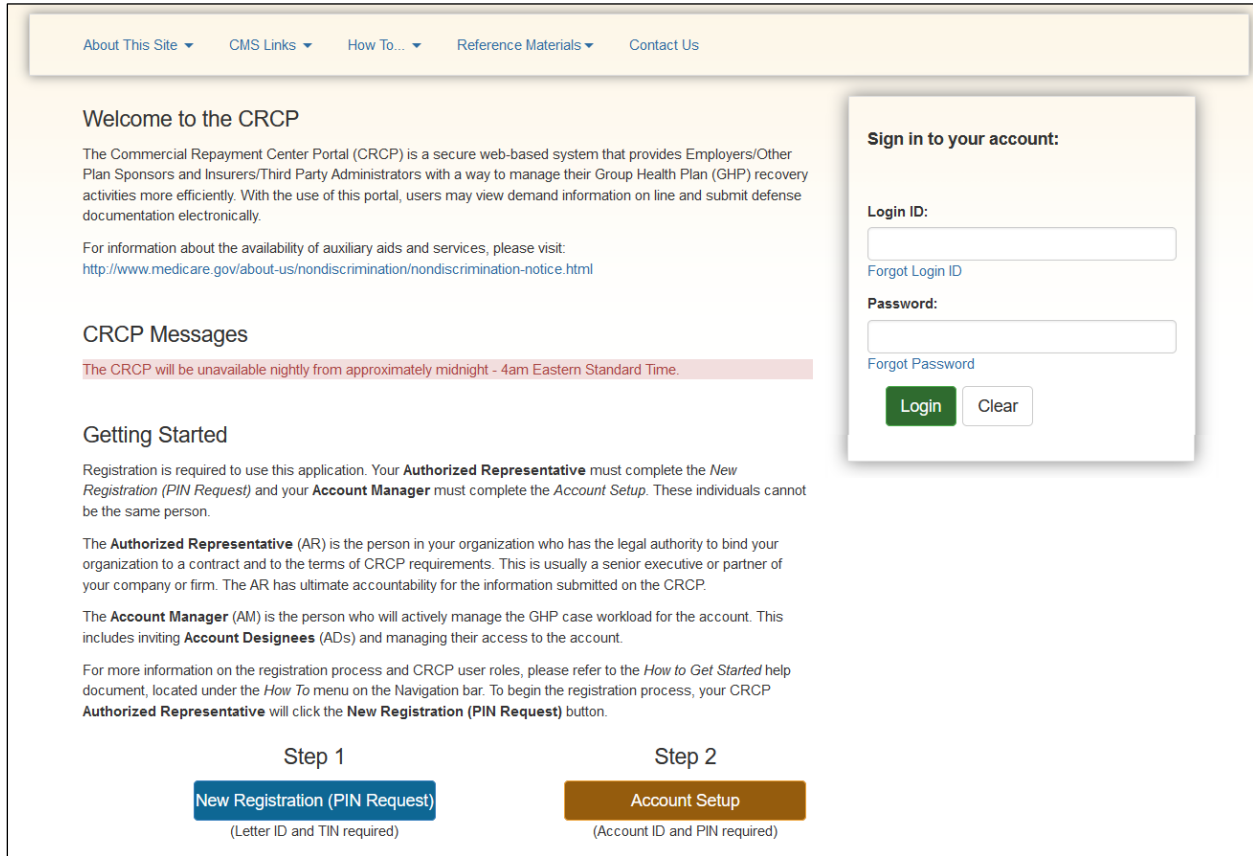 About This Site CMS Links How To... Reference Materials Contact Us
Welcome to the CRCP
The Commercial Repayment Center Portal (CRCP) is a secure web-based system that provides Employers/Other
Plan Sponsors and Insurers/Third Party Administrators with a way to manage their Group Health Plan (GHP) recovery
activities more efficiently. With the use of this portal, users may view demand information on line and submit defense
documentation electronically.
For information about the availability of auxiliary aids and services, please visit:
http://www.medicare.gov/about-us/nondiscrimination/nondiscrimination-notice.html
CRCP Messages
The CRCP will be unavailable nightly from approximately midnight - 4am Eastern Standard Time.
Getting Started
Registration is required to use this application. Your Authorized Representative must complete the New
Registration (PIN Request) and your Account Manager must complete the Account Setup. These individuals cannot
be the same person.
The Authorized Representative (AR) is the person in your organization who has the legal authority to bind your
organization to a contract and to the terms of CRCP requirements. This is usually a senior executive or partner of
your company or firm. The AR has ultimate accountability for the information submitted on the CRCP.
The Account Manager (AM) is the person who will actively manage the GHP case workload for the account. This
includes inviting Account Designees (ADs) and managing their access to the account.
For more information on the registration process and CRCP user roles, please refer to the How to Get Started help
document, located under the How To menu on the Navigation bar. To begin the registration process, your CRCP
Authorized Representative will click the New Registration (PIN Request) button.
Step 1
New Registration (PIN Request)
(Letter ID and TIN required)
Step 2
Account Setup
(Account ID and PIN required)
Sign in to your account:
Login ID:
Forgot Login ID
Password:
Forgot Password
Login Clear